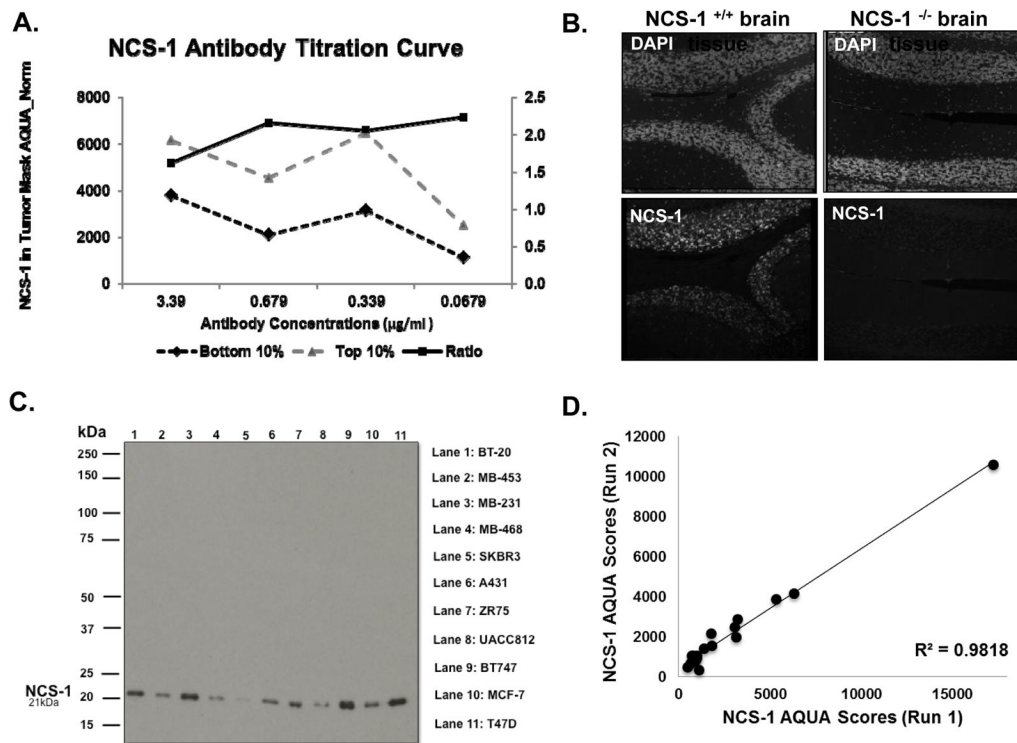 A.
NCS-1 Antibody Titration Curve
NCS-1 in Tumor Mask AQUA_Norm
8000
6000
4000
2000
0
2.5
2.0
1.5
1.0
0.5
0.0
3.39 0.679 0.339 0.0679
Antibody Concentrations (µg/ml )
Bottom 10% Top 10% Ratio
B.
NCS-1 +/+ brain tissue
NCS-1 -/- brain tissue
DAPI
DAPI
NCS-1
NCS-1
C.
kDa
1 2 3 4 5 6 7 8 9 10 11
250
150
100
75
50
37
25
20
15
NCS-1
21kDa
Lane 1: BT-20
Lane 2: MB-453
Lane 3: MB-231
Lane 4: MB-468
Lane 5: SKBR3
Lane 6: A431
Lane 7: ZR75
Lane 8: UACC812
Lane 9: BT747
Lane 10: MCF-7
Lane 11: T47D
D.
NCS-1 AQUA Scores (Run 2)
12000
10000
8000
6000
4000
2000
0
0 5000 10000 15000
R² = 0.9818
NCS-1 AQUA Scores (Run 1)